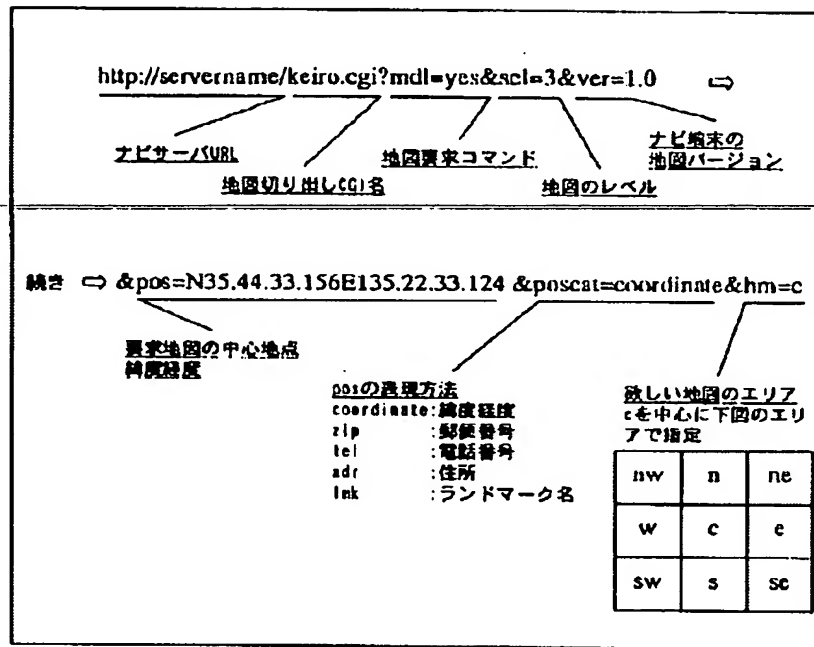 http://servername/keiro.cgi?mdl=yes&scl=3&ver=1.0 ⇨
ナビサーバURL
地図切り出しCGI名
地図要求コマンド
地図のレベル
ナビ端末の
地図バージョン
続き ⇨ &pos=N35.44.33.156E135.22.33.124 &poscat=coordinate&hm=c
要求地図の中心地点
緯度経度
posの表現方法
coordinate:緯度経度
zip :郵便番号
tel :電話番号
adr :住所
lmk :ランドマーク名
欲しい地図のエリア
cを中心に下図のエリ
アで指定
nw n ne
w c e
sw s se